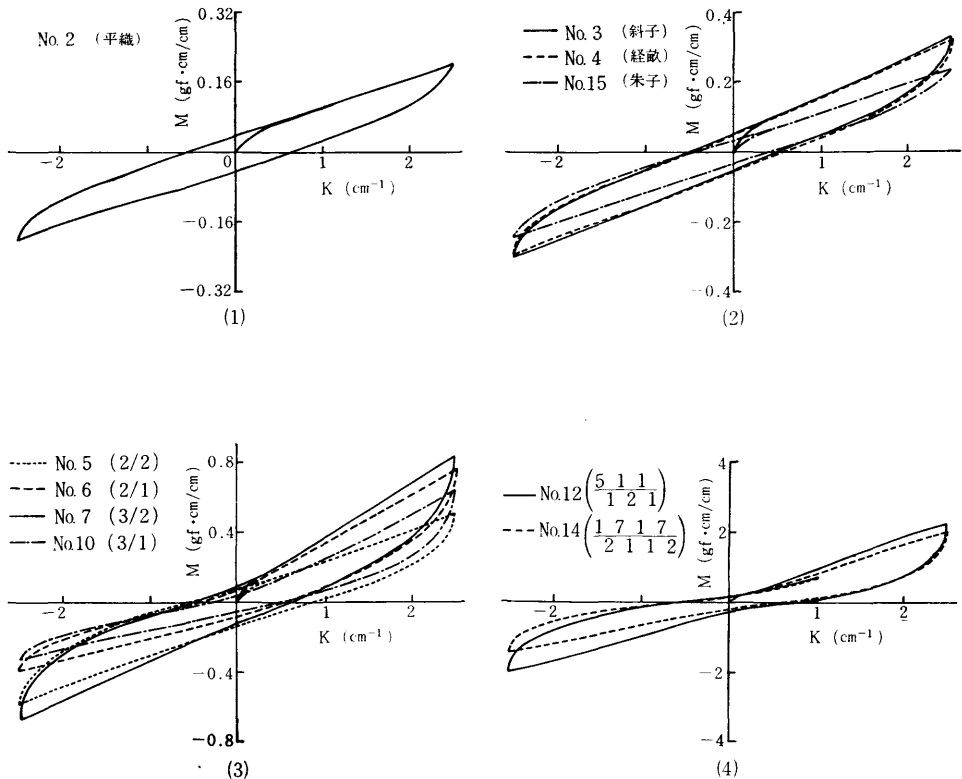 0.32
No. 2 (平織)
0.16
M (gf・cm/cm)
−2
0
1
2
K (cm⁻¹)
−0.16
−0.32
(1)
0.4
No. 3 (斜子)
No. 4 (経畝)
No. 15 (朱子)
0.2
M (gf・cm/cm)
−2
1
2
K (cm⁻¹)
−0.2
−0.4
(2)
No. 5 (2/2)
No. 6 (2/1)
No. 7 (3/2)
No. 10 (3/1)
0.8
0.4
M (gf・cm/cm)
−2
1
2
K (cm⁻¹)
−0.4
−0.8
(3)
4
No. 12 (5 1 1 / 1 2 1)
No. 14 (1 7 1 7 / 2 1 1 2)
2
M (gf・cm/cm)
−2
1
2
K (cm⁻¹)
−2
−4
(4)